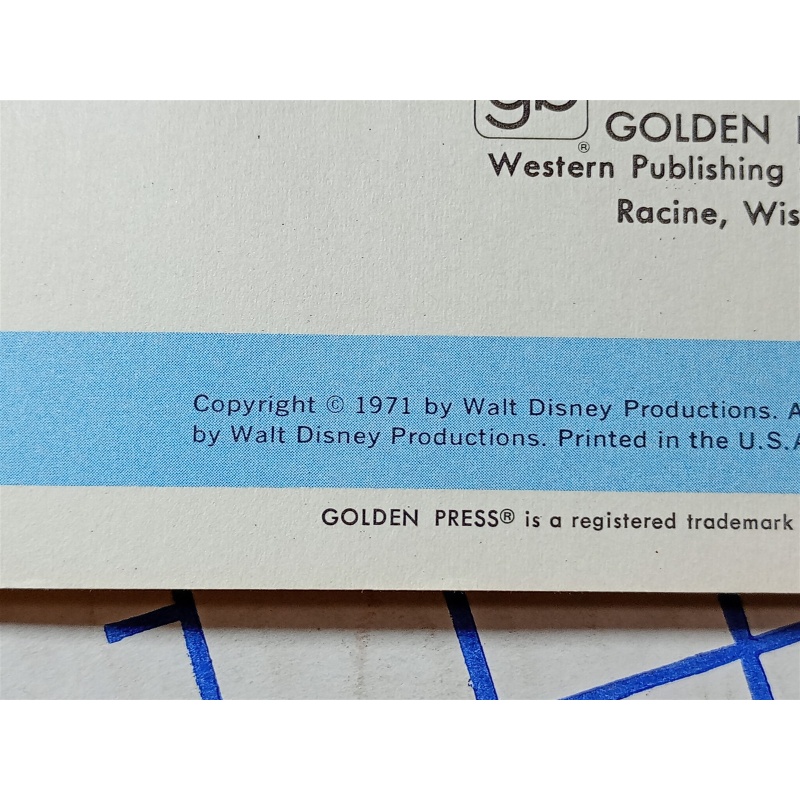 gb
®
GOLDEN
Western Publishing
Racine, Wis
Copyright © 1971 by Walt Disney Productions. A
by Walt Disney Productions. Printed in the U.S.A
GOLDEN PRESS® is a registered trademark